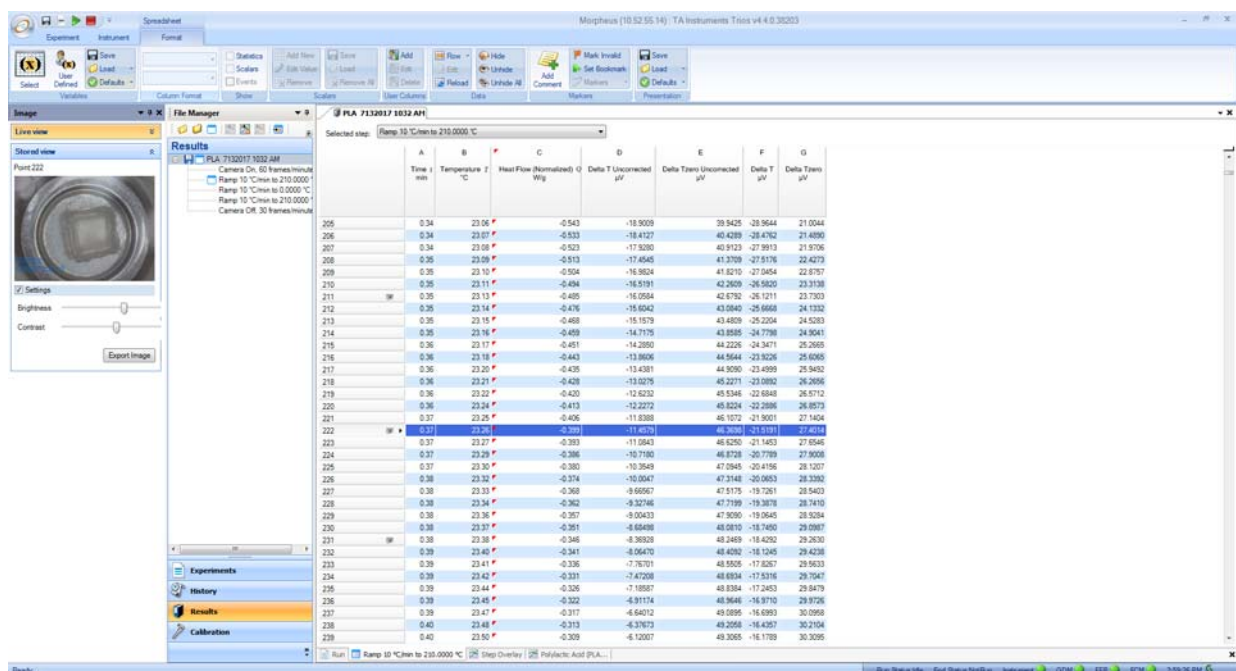 Spreadsheet
Morpheus (10.52.55.14) : TA Instruments Trios v4.4.0.38203
Experiment Instrument Format
Select
User Defined
Save
Load
Defaults
Variables
Column Format
Statistics
Scalars
Events
Show
Add New
Edit Value
Remove
Save
Load
Remove All
Scalars
Add
Edit
Delete
User Columns
Row
Edit
Reload
Hide
Unhide
Unhide All
Data
Add Comment
Mark Invalid
Set Bookmark
Markers
Markers
Save
Load
Defaults
Presentation
Image
Live view
Stored view
Point 222
Settings
Brightness
Contrast
Export Image
File Manager
Results
PLA 7132017 1032 AM
Camera On, 60 frames/minute
Ramp 10 °C/min to 210.0000 °
Ramp 10 °C/min to 0.0000 °C
Ramp 10 °C/min to 210.0000 °
Camera Off, 30 frames/minute
Experiments
History
Results
Calibration
PLA 7132017 1032 AM
Selected step: Ramp 10 °C/min to 210.0000 °C
A B C D E F G
Time t min Temperature T °C Heat Flow (Normalized) Q W/g Delta T Uncorrected µV Delta Tzero Uncorrected µV Delta T µV Delta Tzero µV
205 0.34 23.06 -0.543 -18.9009 39.9425 -28.9644 21.0044
206 0.34 23.07 -0.533 -18.4127 40.4289 -28.4762 21.4890
207 0.34 23.08 -0.523 -17.9280 40.9123 -27.9913 21.9706
208 0.35 23.09 -0.513 -17.4545 41.3709 -27.5176 22.4273
209 0.35 23.10 -0.504 -16.9824 41.8210 -27.0454 22.8757
210 0.35 23.11 -0.494 -16.5191 42.2609 -26.5820 23.3138
211 0.35 23.13 -0.485 -16.0584 42.6792 -26.1211 23.7303
212 0.35 23.14 -0.476 -15.6042 43.0840 -25.6668 24.1332
213 0.35 23.15 -0.468 -15.1579 43.4809 -25.2204 24.5283
214 0.35 23.16 -0.459 -14.7175 43.8585 -24.7798 24.9041
215 0.36 23.17 -0.451 -14.2850 44.2226 -24.3471 25.2665
216 0.36 23.18 -0.443 -13.8606 44.5644 -23.9226 25.6065
217 0.36 23.20 -0.435 -13.4381 44.9090 -23.4999 25.9492
218 0.36 23.21 -0.428 -13.0275 45.2271 -23.0892 26.2656
219 0.36 23.22 -0.420 -12.6232 45.5346 -22.6848 26.5712
220 0.36 23.24 -0.413 -12.2272 45.8224 -22.2886 26.8573
221 0.37 23.25 -0.406 -11.8388 46.1072 -21.9001 27.1404
222 0.37 23.26 -0.399 -11.4579 46.3698 -21.5191 27.4014
223 0.37 23.27 -0.393 -11.0843 46.6250 -21.1453 27.6546
224 0.37 23.29 -0.386 -10.7180 46.8728 -20.7789 27.9008
225 0.37 23.30 -0.380 -10.3549 47.0945 -20.4156 28.1207
226 0.38 23.32 -0.374 -10.0047 47.3148 -20.0653 28.3392
227 0.38 23.33 -0.368 -9.66567 47.5175 -19.7261 28.5403
228 0.38 23.34 -0.362 -9.32746 47.7199 -19.3878 28.7410
229 0.38 23.36 -0.357 -9.00433 47.9090 -19.0645 28.9284
230 0.38 23.37 -0.351 -8.68498 48.0810 -18.7450 29.0987
231 0.38 23.38 -0.346 -8.36928 48.2469 -18.4292 29.2630
232 0.39 23.40 -0.341 -8.06470 48.4092 -18.1245 29.4238
233 0.39 23.41 -0.336 -7.76701 48.5505 -17.8267 29.5633
234 0.39 23.42 -0.331 -7.47208 48.6934 -17.5316 29.7047
235 0.39 23.44 -0.326 -7.18587 48.8384 -17.2453 29.8479
236 0.39 23.45 -0.322 -6.91174 48.9646 -16.9710 29.9726
237 0.39 23.47 -0.317 -6.64012 49.0895 -16.6993 30.0958
238 0.40 23.48 -0.313 -6.37673 49.2058 -16.4357 30.2104
239 0.40 23.50 -0.309 -6.12007 49.3065 -16.1789 30.3095
Run Ramp 10 °C/min to 210.0000 °C Step Overlay Polylactic Acid (PLA...
Ready
Run Status:Idle End Status:NotRun Instrument GDM FEP SCM 3:59:26 PM